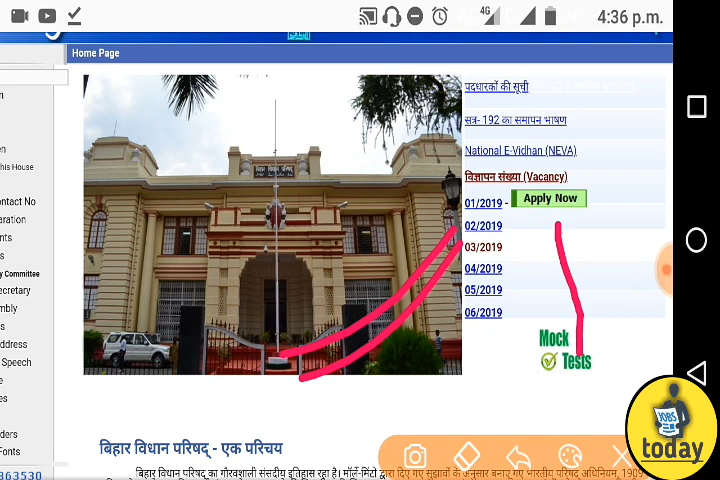 4G
4:36 p.m.
Home Page
पदधारकों की सूची
सत्र- 192 का समापन भाषण
National E-Vidhan (NEVA)
विज्ञापन संख्या (Vacancy)
01/2019 - Apply Now
02/2019
03/2019
04/2019
05/2019
06/2019
Mock
Tests
his House
ontact No
aration
nts
s
y Committee
ecretary
mbly
s
ddress
Speech
e
es
ders
Fonts
863530
JOBS
today
बिहार विधान परिषद् - एक परिचय
बिहार विधान परिषद् का गौरवशाली संसदीय इतिहास रहा है। मॉर्ले-मिंटो द्वारा दिए गए सुझावों के अनुसार बनाए गए भारतीय परिषद अधिनियम, 1909